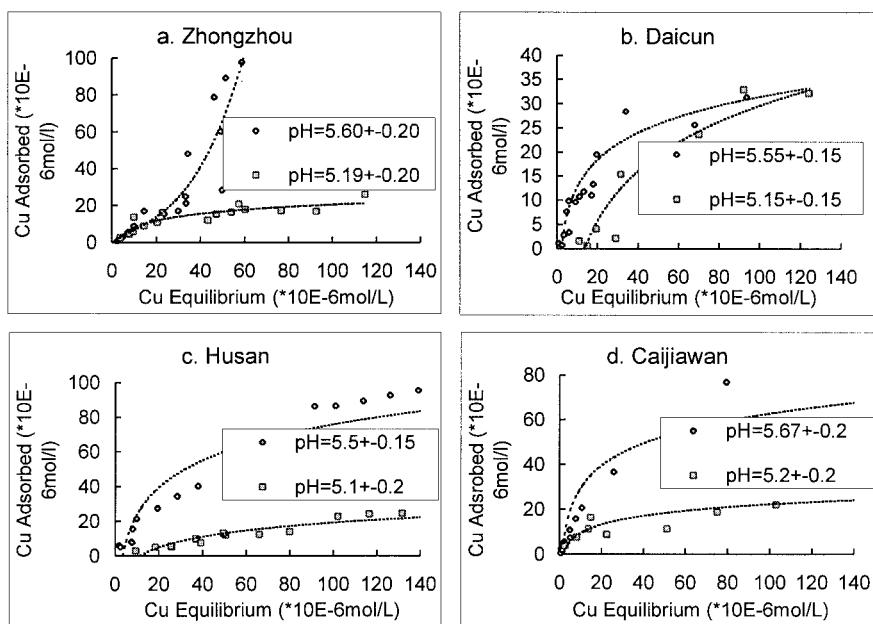 a. Zhongzhou
Cu Adsorbed (*10E-
6mol/l)
100
80
60
40
20
0
pH=5.60+-0.20
pH=5.19+-0.20
0 20 40 60 80 100 120 140
Cu Equilibrium (*10E-6mol/L)
b. Daicun
Cu Adsorbed (*10E-
6mol/l)
40
35
30
25
20
15
10
5
0
pH=5.55+-0.15
pH=5.15+-0.15
0 20 40 60 80 100 120 140
Cu Equilibrium (*10E-6mol/L)
c. Husan
Cu Adsorbed (*10E-
6mol/l)
100
80
60
40
20
0
pH=5.5+-0.15
pH=5.1+-0.2
0 20 40 60 80 100 120 140
Cu Equilibrium (*10E-6mol/L)
d. Caijiawan
Cu Adsrobed (*10E-
6mol/l)
80
60
40
20
0
pH=5.67+-0.2
pH=5.2+-0.2
0 20 40 60 80 100 120 140
Cu Equilibrium (*10E-6mol/L)